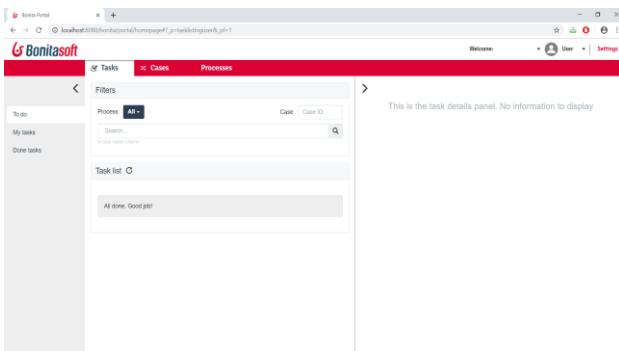 Bonita Portal
localhost:8080/bonita/portal/homepage#?_p=tasklistinguser&_pf=1
Bonitasoft
Welcome: User Settings
Tasks Cases Processes
Filters
Process All Case Case ID
Search...
To do
My tasks
Done tasks
Task list
All done. Good job!
This is the task details panel. No information to display